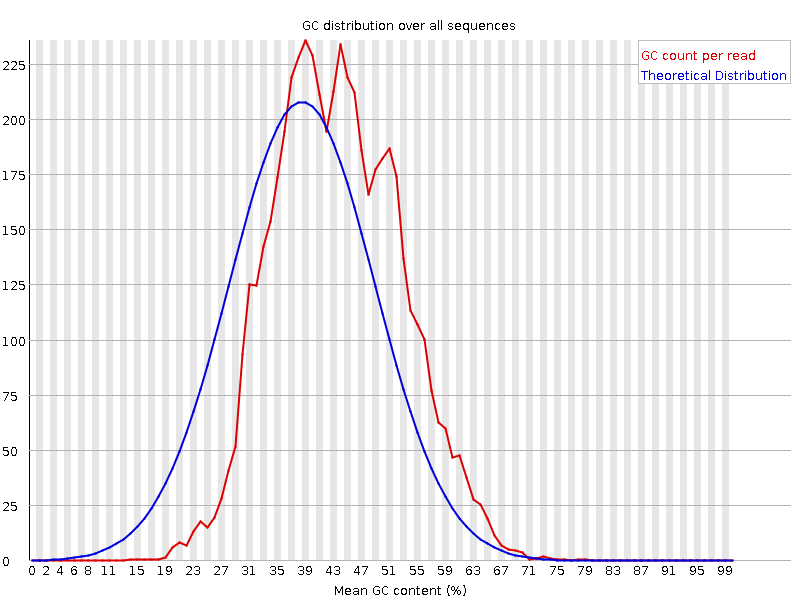 GC distribution over all sequences
GC count per read
Theoretical Distribution
225
200
175
150
125
100
75
50
25
0
0 2 4 6 8 11 15 19 23 27 31 35 39 43 47 51 55 59 63 67 71 75 79 83 87 91 95 99
Mean GC content (%)